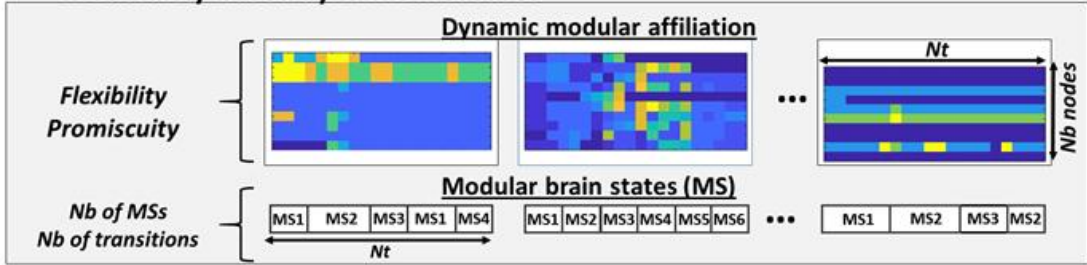 Dynamic modular affiliation
Nt
Flexibility
Promiscuity
...
Nb nodes
Modular brain states (MS)
Nb of MSs
Nb of transitions
MS1 MS2 MS3 MS1 MS4
MS1 MS2 MS3 MS4 MS5 MS6
...
MS1 MS2 MS3 MS2
Nt